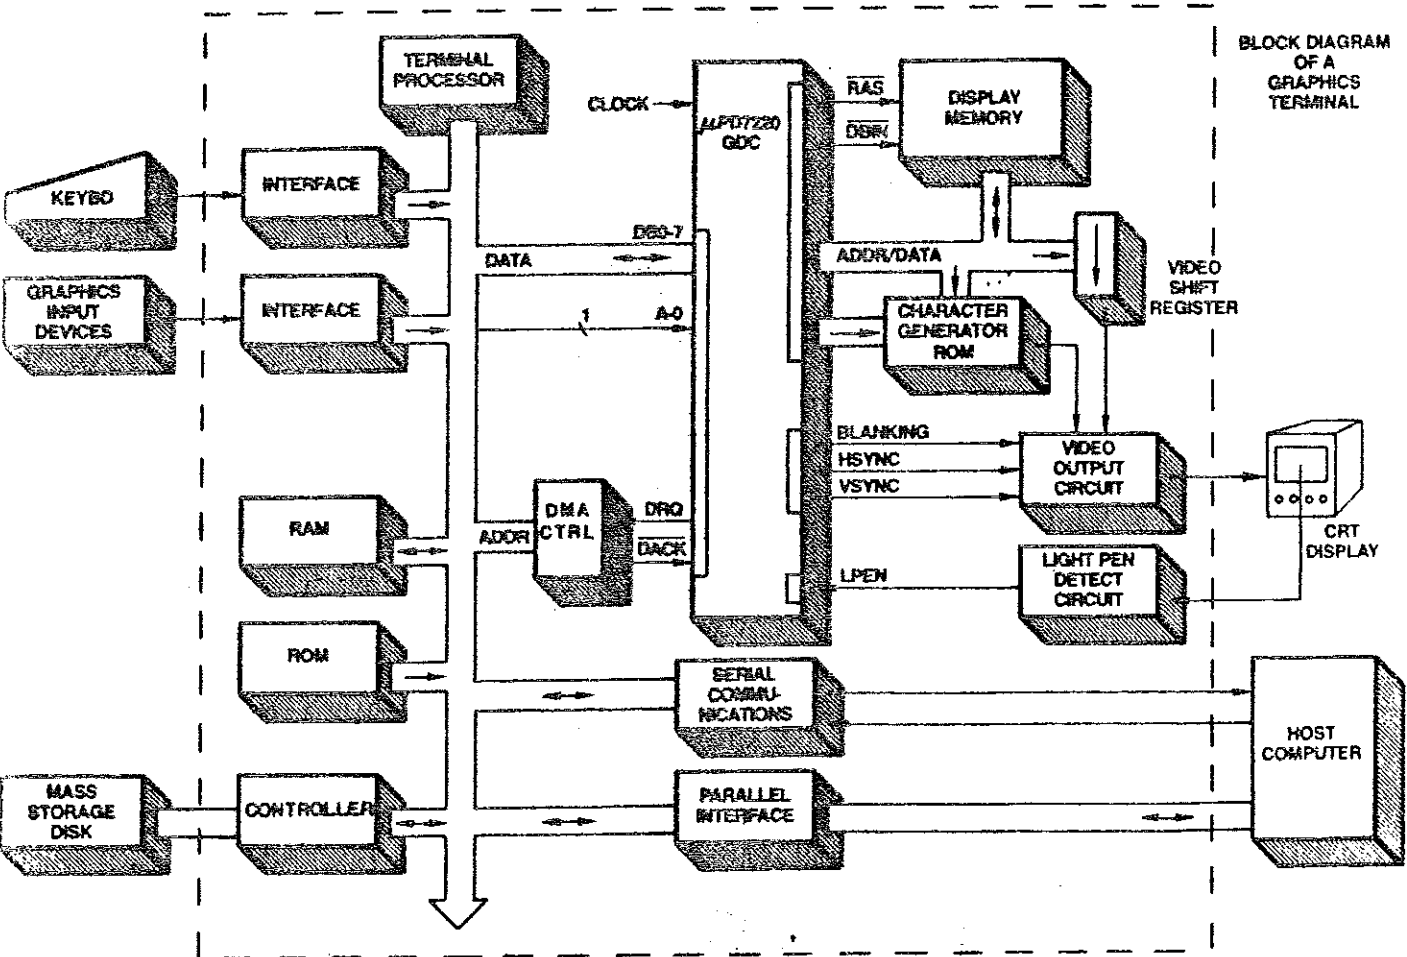 BLOCK DIAGRAM
OF A
GRAPHICS
TERMINAL
TERMINAL
PROCESSOR
CLOCK
μPD7220
GDC
RAS
DBIN
DISPLAY
MEMORY
KEYBD
INTERFACE
DB0-7
DATA
ADDR/DATA
VIDEO
SHIFT
REGISTER
GRAPHICS
INPUT
DEVICES
INTERFACE
1
A-0
CHARACTER
GENERATOR
ROM
BLANKING
HSYNC
VSYNC
VIDEO
OUTPUT
CIRCUIT
CRT
DISPLAY
RAM
ADDR
DMA
CTRL
DRQ
DACK
LPEN
LIGHT PEN
DETECT
CIRCUIT
ROM
SERIAL
COMMU-
NICATIONS
HOST
COMPUTER
MASS
STORAGE
DISK
CONTROLLER
PARALLEL
INTERFACE